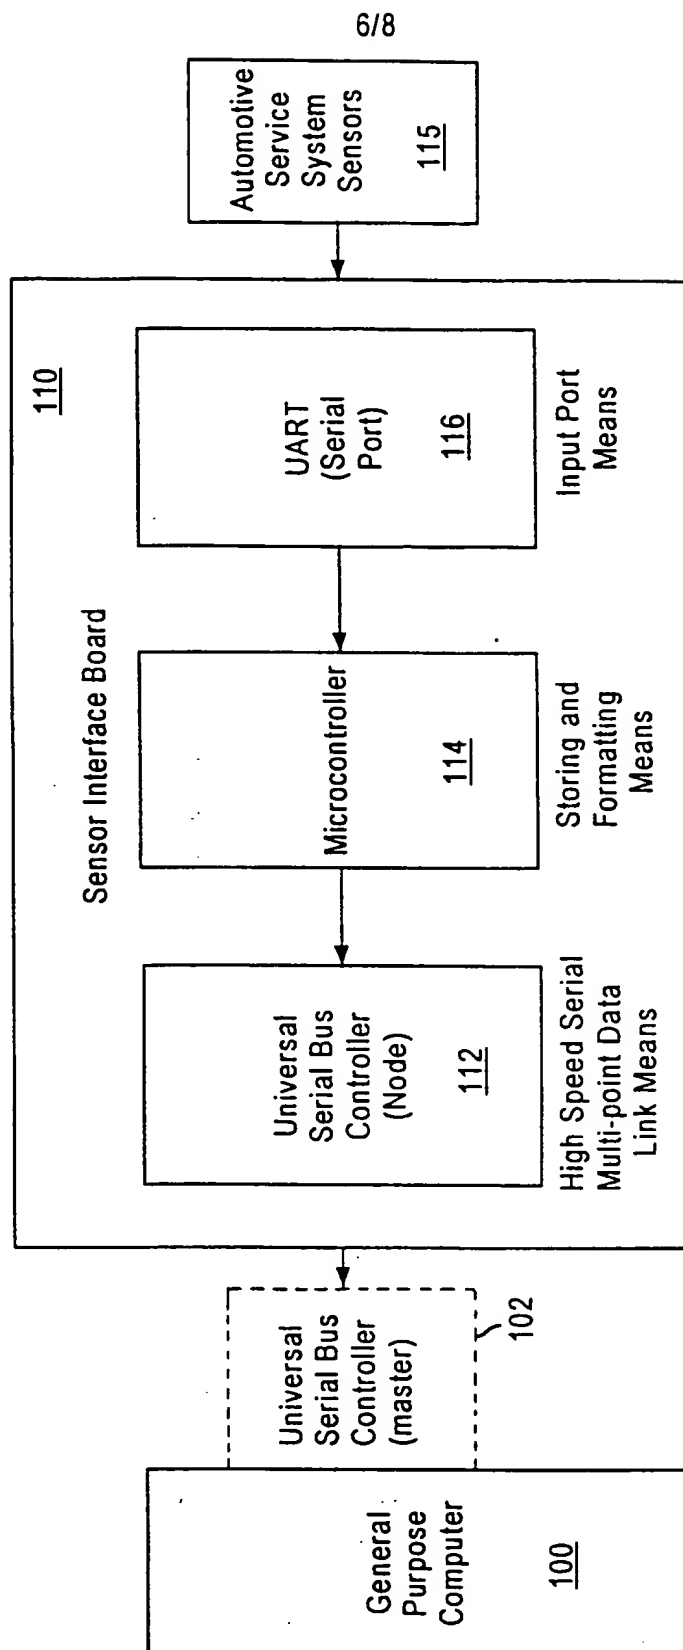 6/8
General
Purpose
Computer
100
Universal
Serial Bus
Controller
(master)
102
Sensor Interface Board
110
Universal
Serial Bus
Controller
(Node)
112
High Speed Serial
Multi-point Data
Link Means
Microcontroller
114
Storing and
Formatting
Means
UART
(Serial
Port)
116
Input Port
Means
Automotive
Service
System
Sensors
115